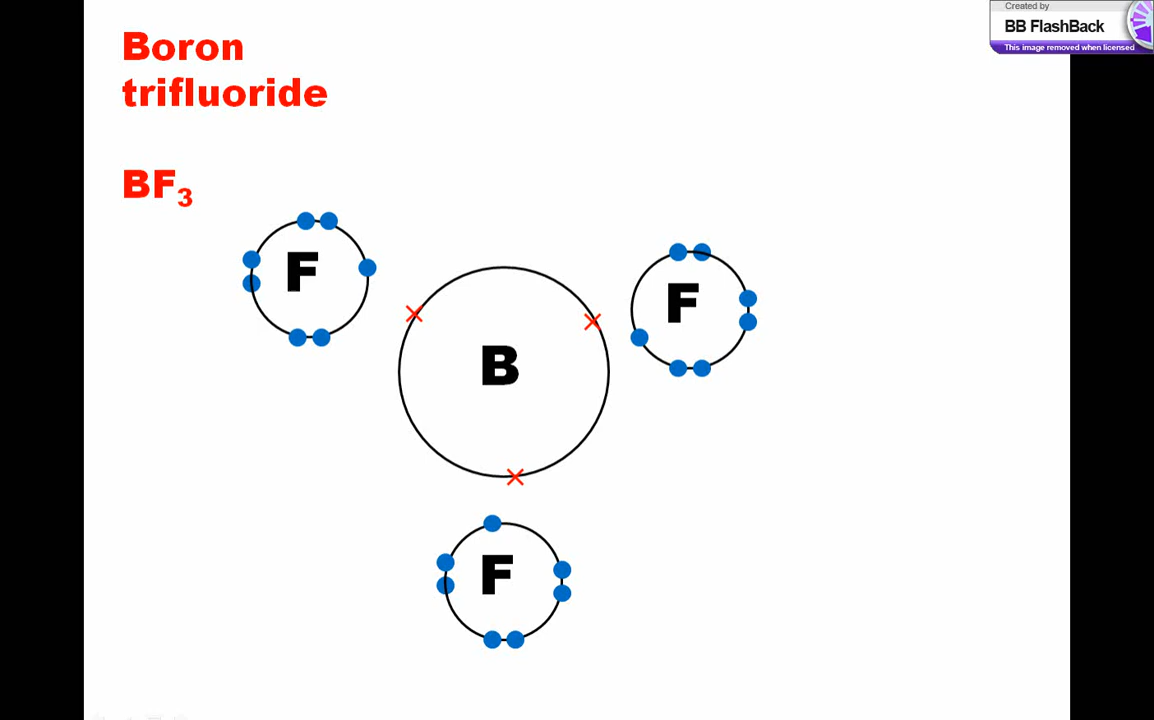 Created by
BB FlashBack
This image removed when licensed
Boron
trifluoride
BF₃
F
F
B
F